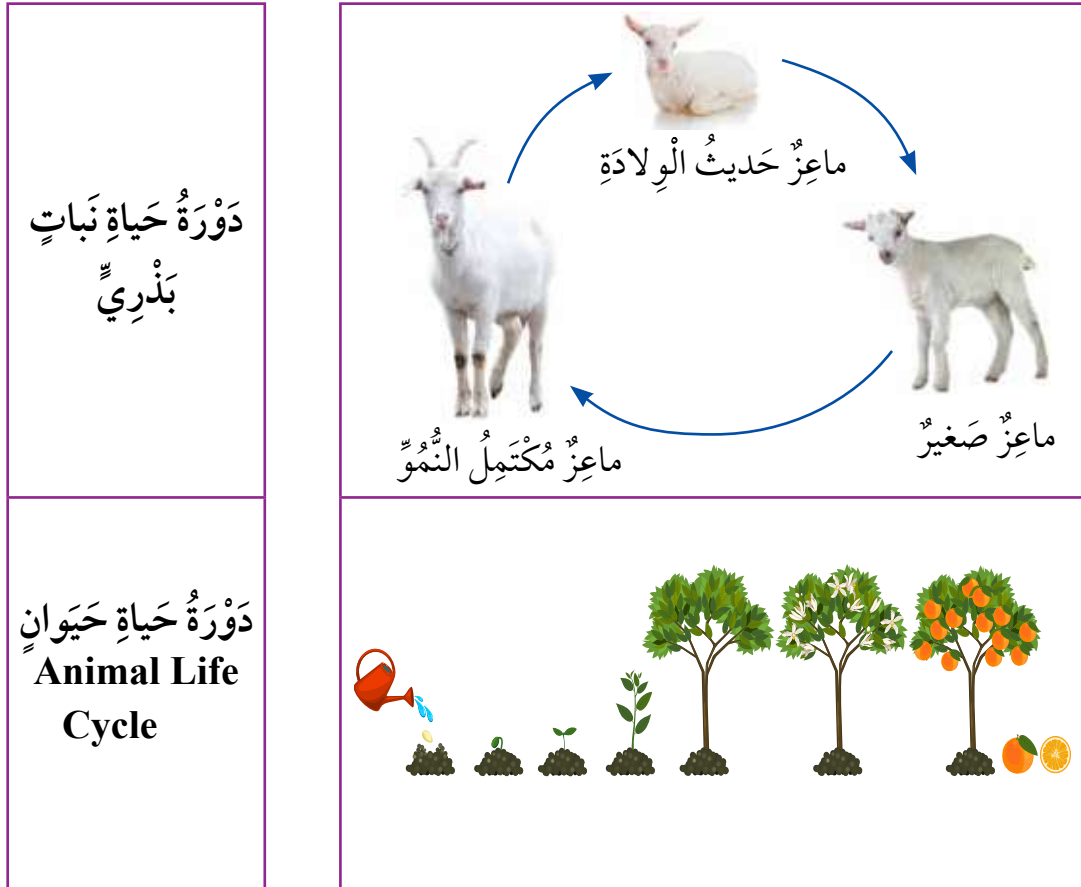 دَوْرَةُ حَياةِ نَباتٍ
بَذْرِيٍّ
ماعِزٌ حَديثُ الْوِلادَةِ
ماعِزٌ صَغيرٌ
ماعِزٌ مُكْتَمِلُ النُّمُوِّ
دَوْرَةُ حَياةِ حَيَوانٍ
Animal Life
Cycle